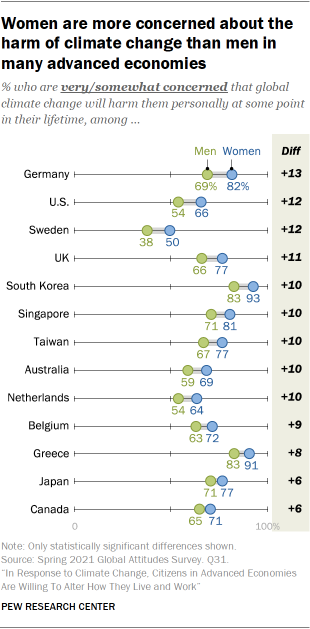 Women are more concerned about the
harm of climate change than men in
many advanced economies
% who are very/somewhat concerned that global
climate change will harm them personally at some point
in their lifetime, among ...
Men Women Diff
Germany 69% 82% +13
U.S. 54 66 +12
Sweden 38 50 +12
UK 66 77 +11
South Korea 83 93 +10
Singapore 71 81 +10
Taiwan 67 77 +10
Australia 59 69 +10
Netherlands 54 64 +10
Belgium 63 72 +9
Greece 83 91 +8
Japan 71 77 +6
Canada 65 71 +6
0 100%
Note: Only statistically significant differences shown.
Source: Spring 2021 Global Attitudes Survey. Q31.
“In Response to Climate Change, Citizens in Advanced Economies
Are Willing To Alter How They Live and Work”
PEW RESEARCH CENTER